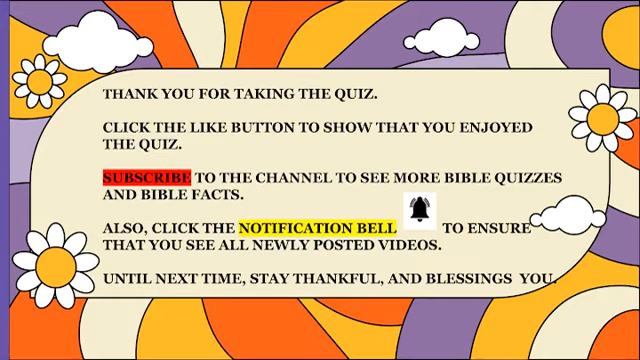 THANK YOU FOR TAKING THE QUIZ.
CLICK THE LIKE BUTTON TO SHOW THAT YOU ENJOYED
THE QUIZ.
SUBSCRIBE TO THE CHANNEL TO SEE MORE BIBLE QUIZZES
AND BIBLE FACTS.
ALSO, CLICK THE NOTIFICATION BELL TO ENSURE
THAT YOU SEE ALL NEWLY POSTED VIDEOS.
UNTIL NEXT TIME, STAY THANKFUL, AND BLESSINGS YOU.